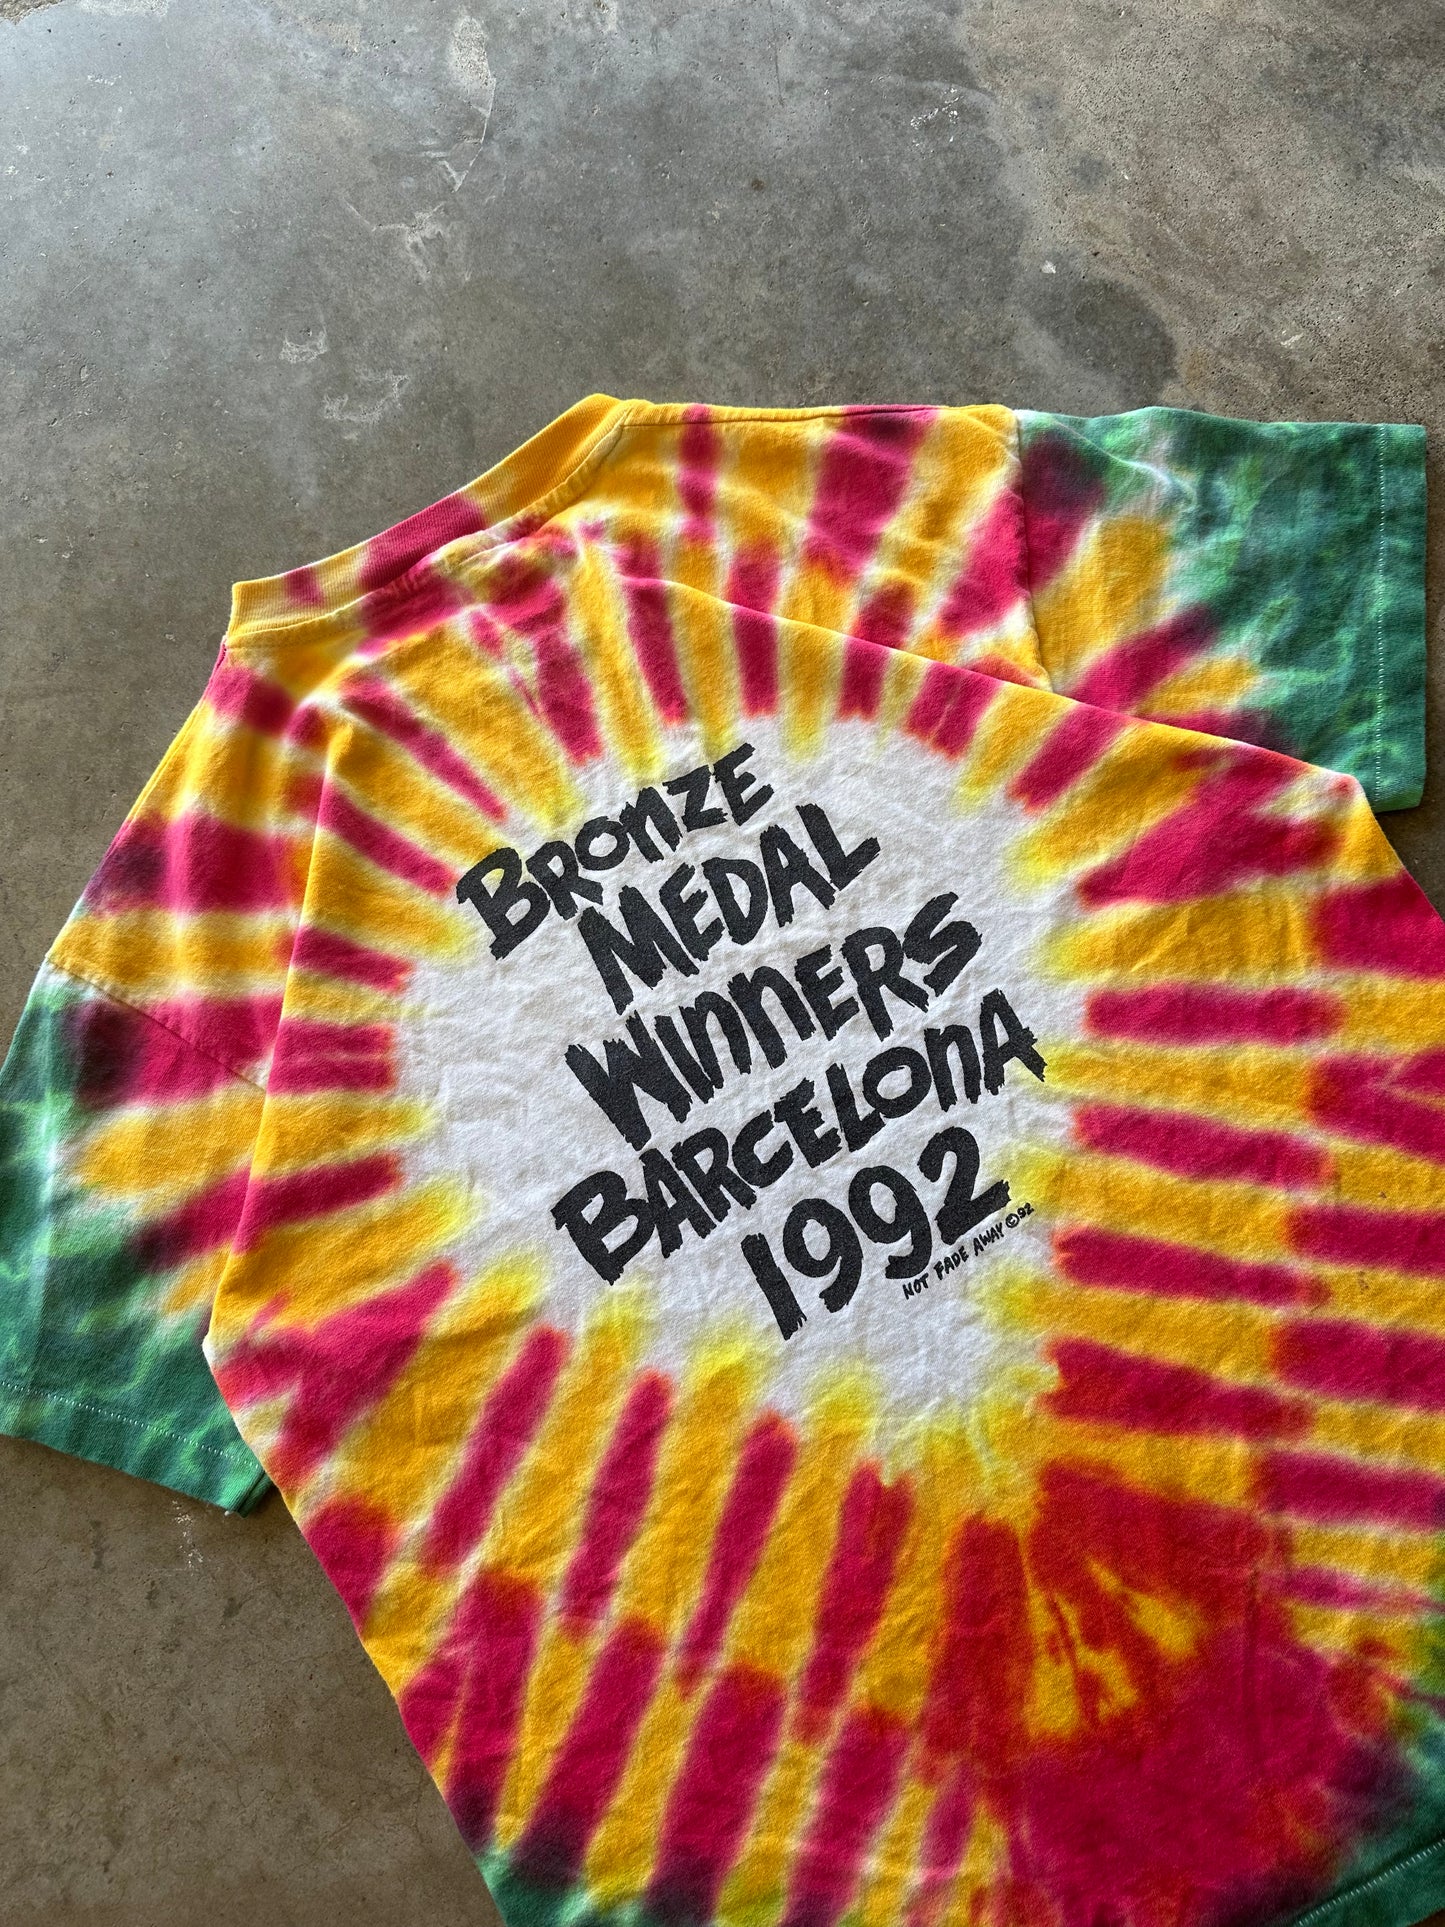 BRONZE
MEDAL
WINNERS
BARCELONA
1992
NOT FADE AWAY ©92